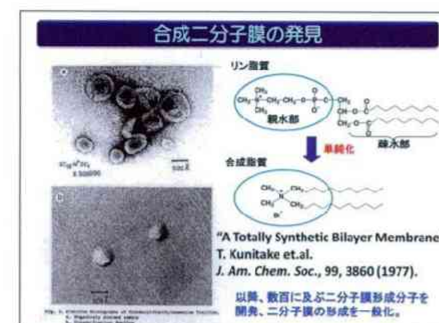 合成二分子膜の発見
リン脂質
親水部
疎水部
単純化
合成脂質
"A Totally Synthetic Bilayer Membrane
T. Kunitake et.al.
J. Am. Chem. Soc., 99, 3860 (1977).
以降、数百に及ぶ二分子膜形成分子を
開発、二分子膜の形成を一般化。